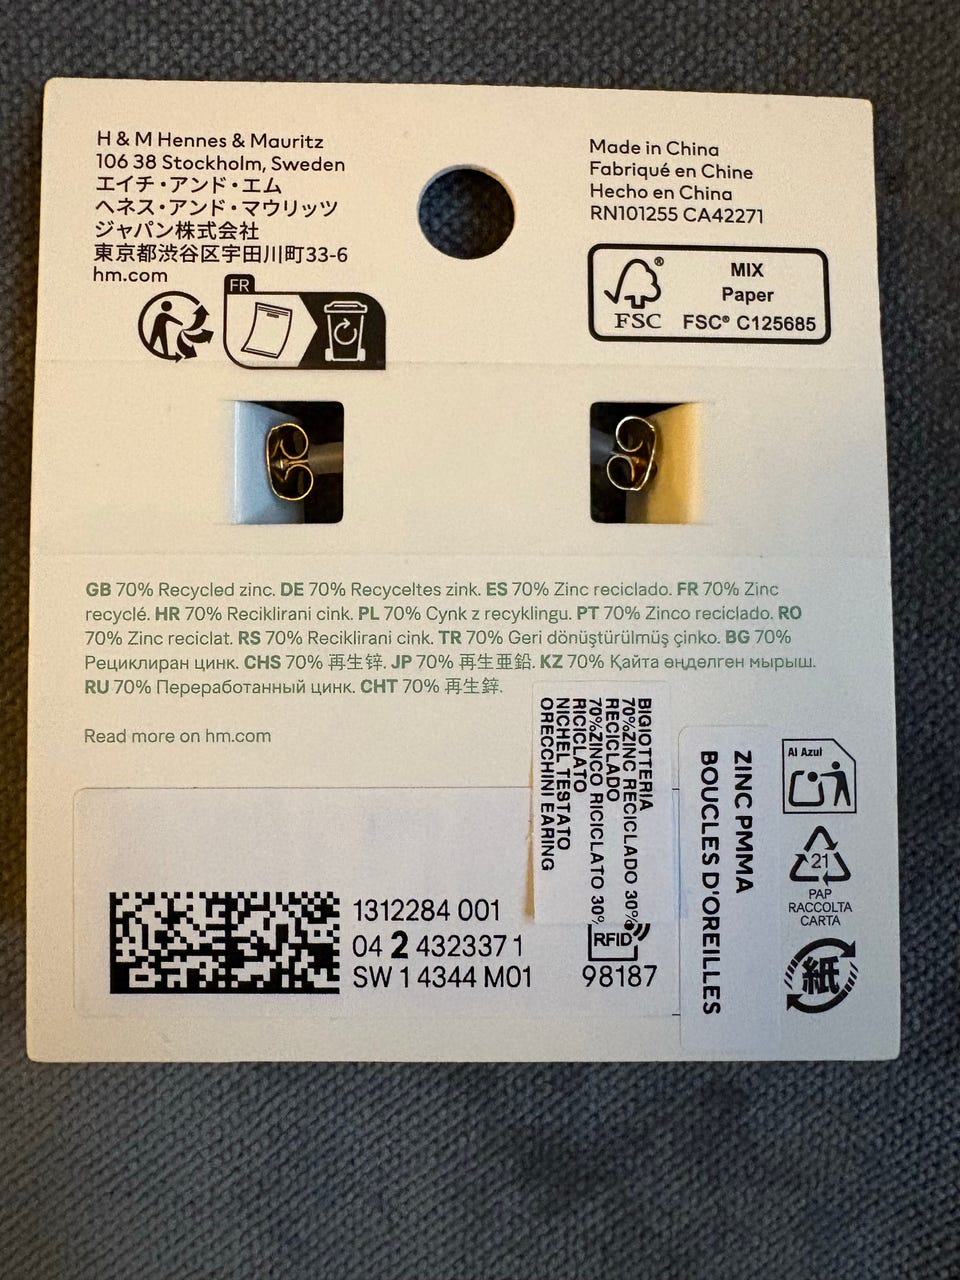 H & M Hennes & Mauritz
106 38 Stockholm, Sweden
エイチ・アンド・エム
ヘネス・アンド・マウリッツ
ジャパン株式会社
東京都渋谷区宇田川町33-6
hm.com
FR
Made in China
Fabriqué en Chine
Hecho en China
RN101255 CA42271
FSC®
MIX
Paper
FSC® C125685
GB 70% Recycled zinc. DE 70% Recyceltes zink. ES 70% Zinc reciclado. FR 70% Zinc
recyclé. HR 70% Reciklirani cink. PL 70% Cynk z recyklingu. PT 70% Zinco reciclado. RO
70% Zinc reciclat. RS 70% Reciklirani cink. TR 70% Geri dönüştürülmüş çinko. BG 70%
Рециклиран цинк. CHS 70% 再生锌. JP 70% 再生亜鉛. KZ 70% Қайта өңделген мырыш.
RU 70% Переработанный цинк. CHT 70% 再生鋅.
Read more on hm.com
BIGIOTTERIA
70%ZINC RECICLADO 30%
RECICLADO
70%ZINCO RICICLATO 30%
RICICLATO
NICHEL TESTATO
ORECCHINI EARING
ZINC PMMA
BOUCLES D'OREILLES
Al Azul
21
PAP
RACCOLTA
CARTA
紙
1312284 001
04 2 432337 1
SW 1 4344 M01
RFID
98187